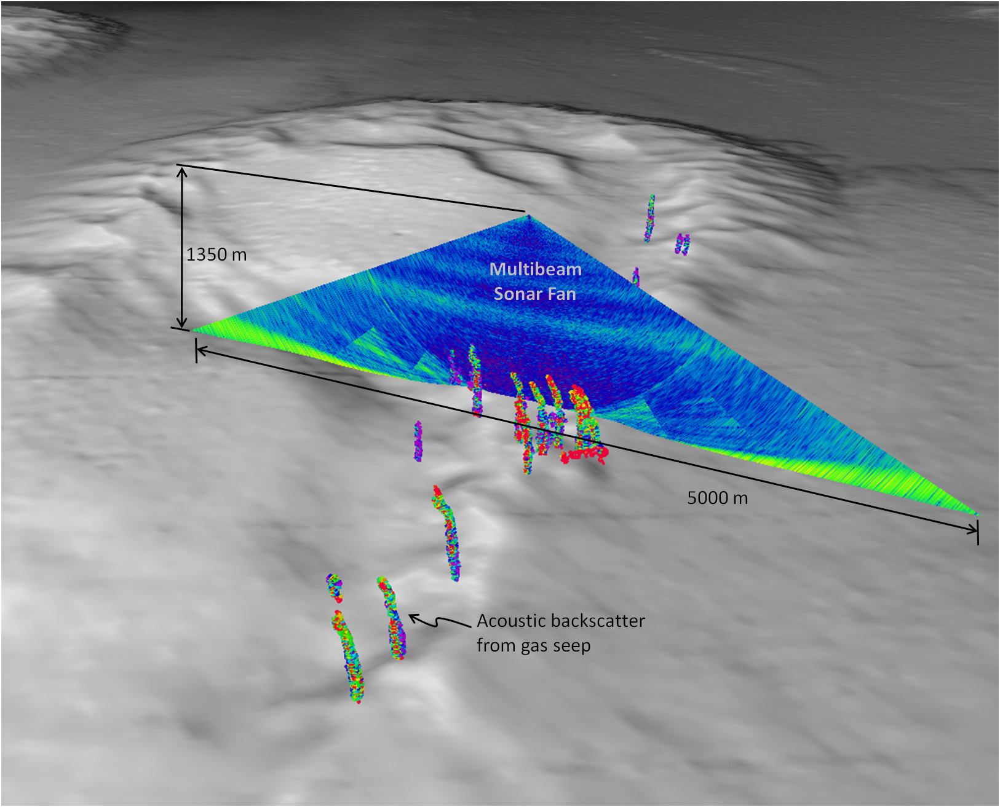 1350 m
Multibeam
Sonar Fan
5000 m
Acoustic backscatter
from gas seep